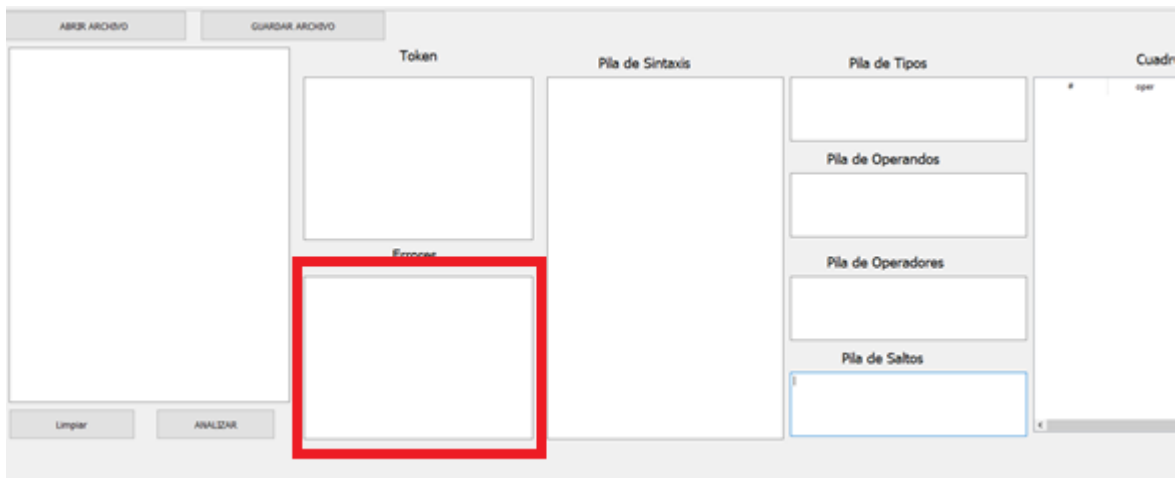 ABRIR ARCHIVO
GUARDAR ARCHIVO
Token
Pila de Sintaxis
Pila de Tipos
Cuadr
# oper
Pila de Operandos
Errores
Pila de Operadores
Pila de Saltos
Limpiar
ANALIZAR